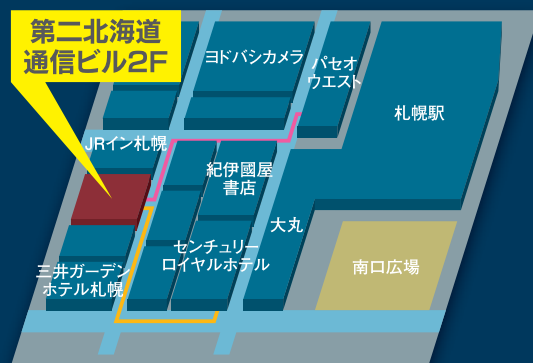 第二北海道
通信ビル2F
ヨドバシカメラ
パセオ
ウエスト
札幌駅
JRイン札幌
紀伊國屋
書店
大丸
センチュリー
ロイヤルホテル
三井ガーデン
ホテル札幌
南口広場